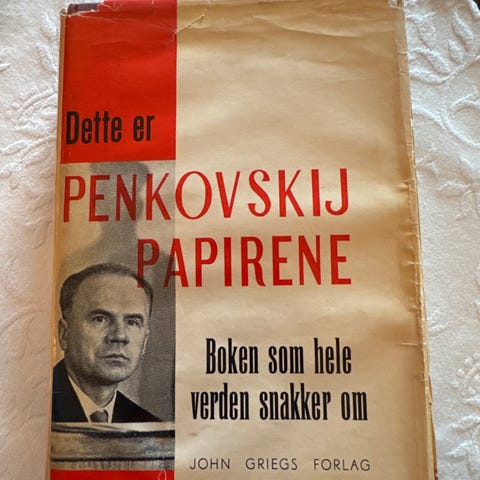 Dette er
PENKOVSKIJ
PAPIRENE
Boken som hele
verden snakker om
JOHN GRIEGS FORLAG